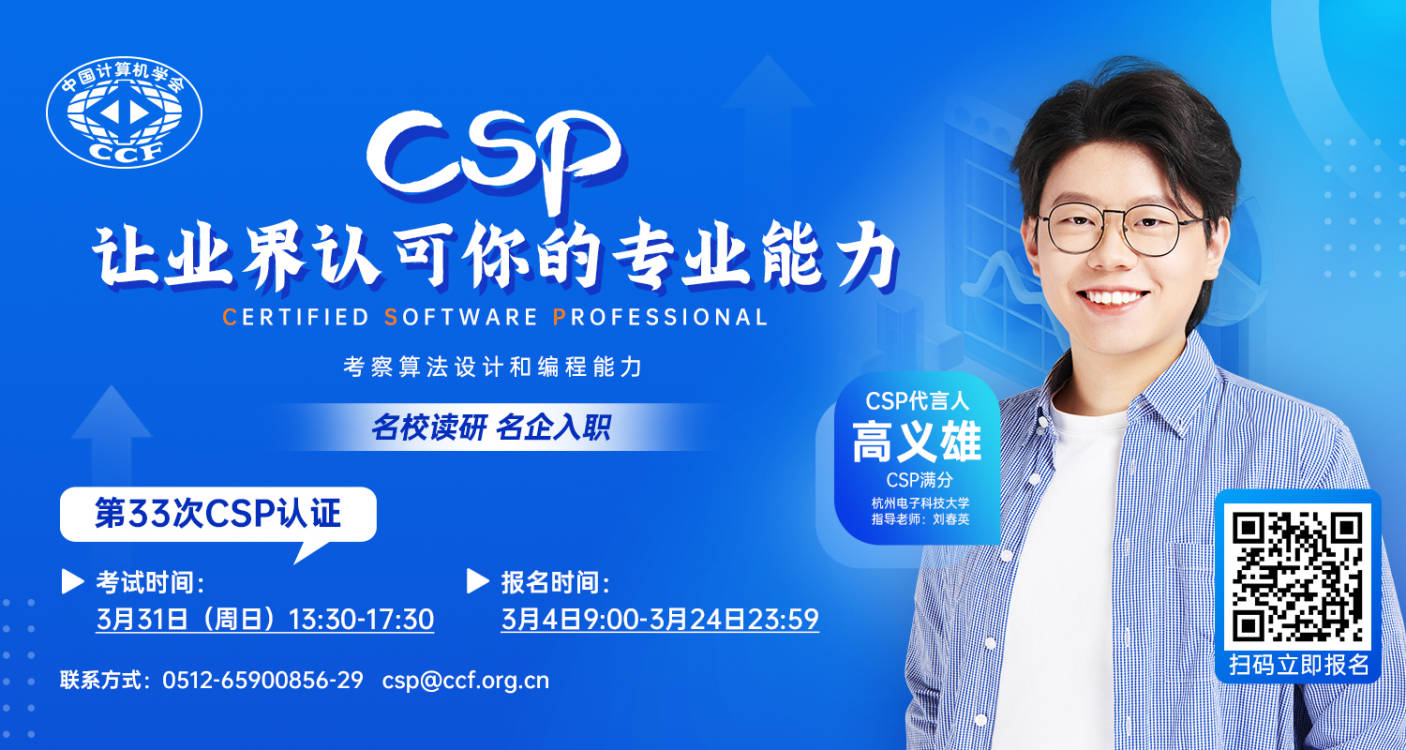 中国计算机学会
CCF
CSP
让业界认可你的专业能力
CERTIFIED SOFTWARE PROFESSIONAL
考察算法设计和编程能力
名校读研 名企入职
CSP代言人
高义雄
CSP满分
杭州电子科技大学
指导老师：刘春英
第33次CSP认证
考试时间：
3月31日（周日）13:30-17:30
报名时间：
3月4日9:00-3月24日23:59
联系方式：0512-65900856-29 csp@ccf.org.cn
扫码立即报名